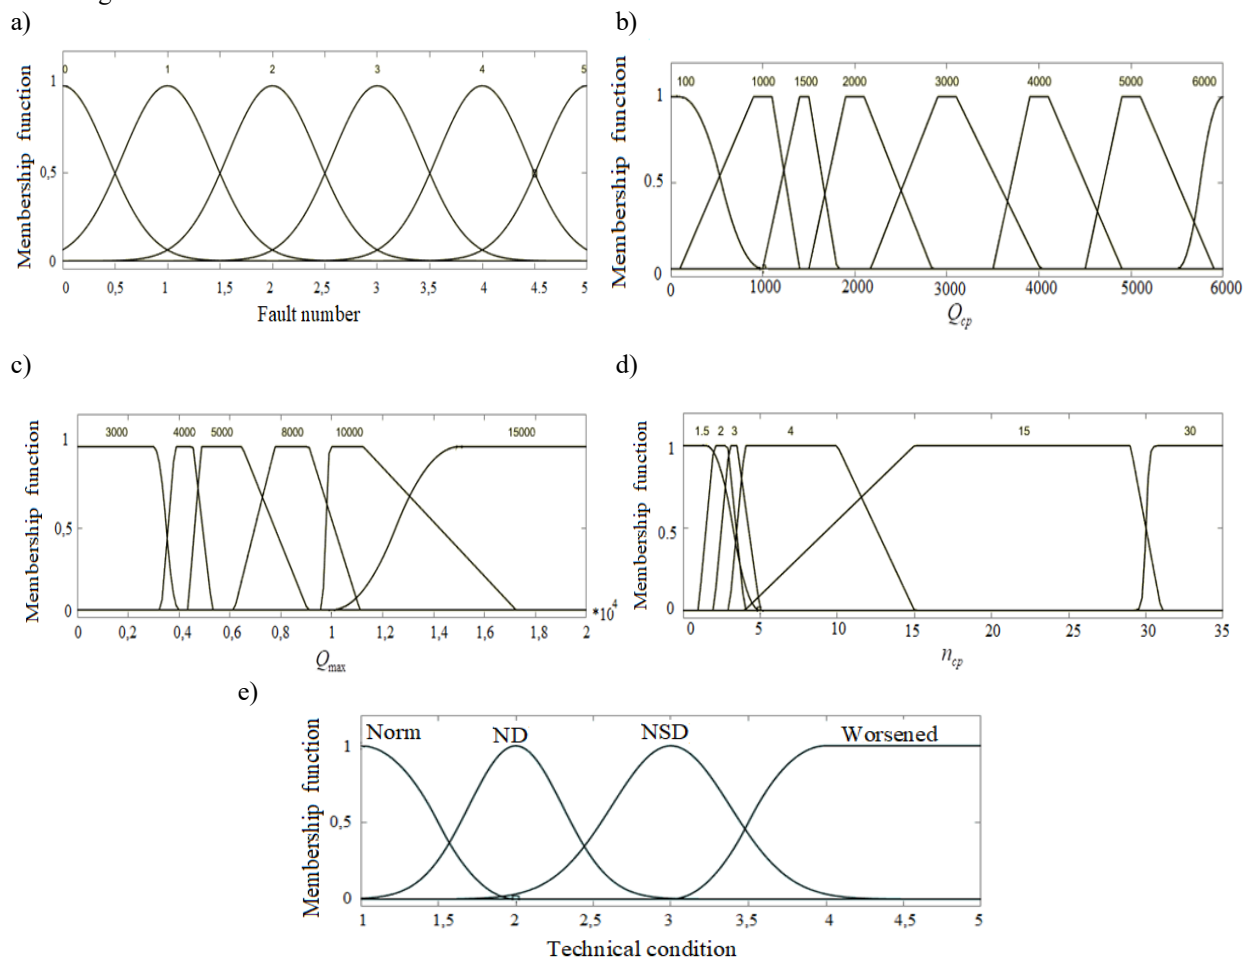 a)
b)
0 1 2 3 4 5
1
0,5
0
Membership function
0 0,5 1 1,5 2 2,5 3 3,5 4 4.5 5
Fault number
100 1000 1500 2000 3000 4000 5000 6000
1
0.5
0
Membership function
0 1000 2000 3000 4000 5000 6000
Q_cp
c)
d)
3000 4000 5000 8000 10000 15000
1
0,5
0
Membership function
0 0,2 0,4 0,6 0,8 1 1,2 1,4 1,6 1,8 2
*10^4
Q_max
1.5 2 3 4 15 30
1
0.5
0
Membership function
0 5 10 15 20 25 30 35
n_cp
e)
Norm ND NSD Worsened
1
0,5
0
Membership function
1 1,5 2 2,5 3 3,5 4 4,5 5
Technical condition